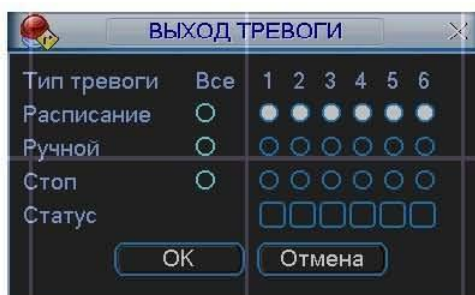 ВЫХОД ТРЕВОГИ
Тип тревоги Все 1 2 3 4 5 6
Расписание
Ручной
Стоп
Статус
OK Отмена